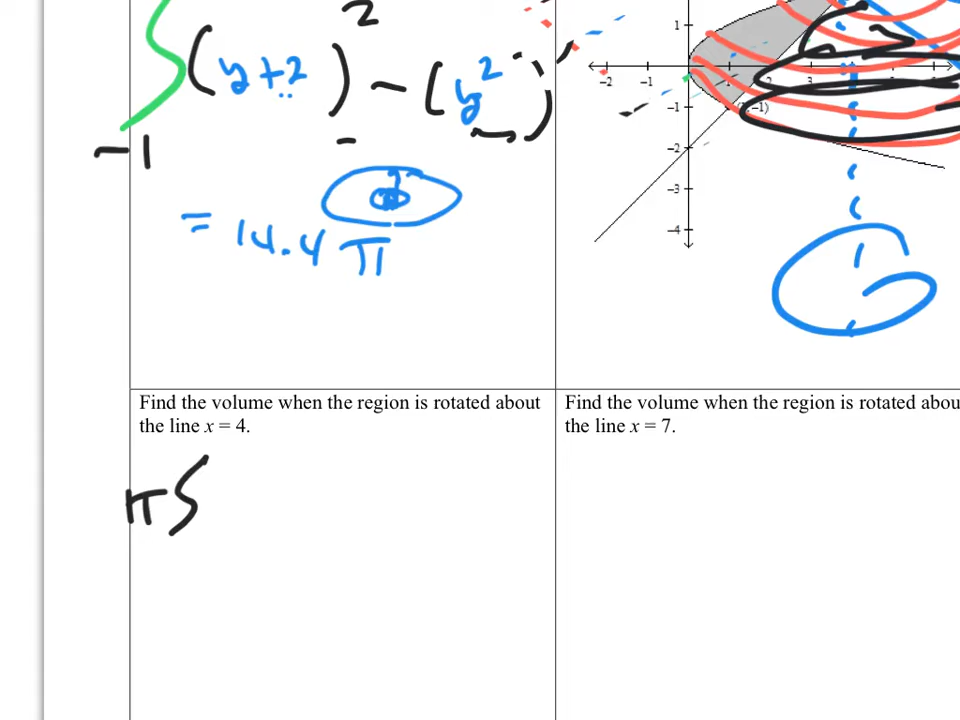 2
(y+2) − (y²)
−1
= 14.4 π
1
−2 −1 3
−1
−1)
−2
−3
−4
Find the volume when the region is rotated about
the line x = 4.
Find the volume when the region is rotated abou
the line x = 7.
π∫